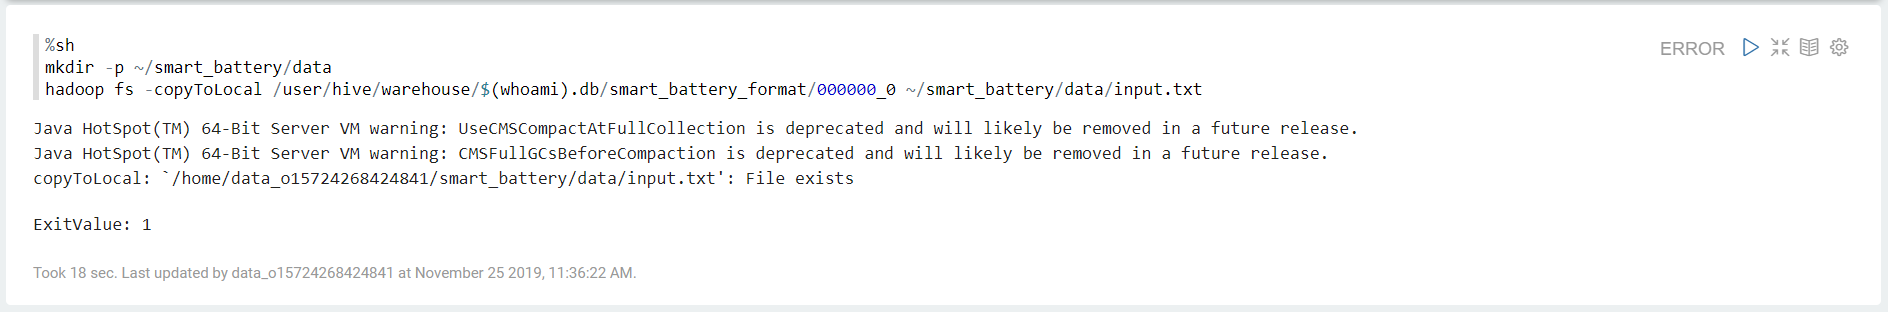 %sh
ERROR
mkdir -p ~/smart_battery/data
hadoop fs -copyToLocal /user/hive/warehouse/$(whoami).db/smart_battery_format/000000_0 ~/smart_battery/data/input.txt
Java HotSpot(TM) 64-Bit Server VM warning: UseCMSCompactAtFullCollection is deprecated and will likely be removed in a future release.
Java HotSpot(TM) 64-Bit Server VM warning: CMSFullGCsBeforeCompaction is deprecated and will likely be removed in a future release.
copyToLocal: `/home/data_o15724268424841/smart_battery/data/input.txt': File exists
ExitValue: 1
Took 18 sec. Last updated by data_o15724268424841 at November 25 2019, 11:36:22 AM.